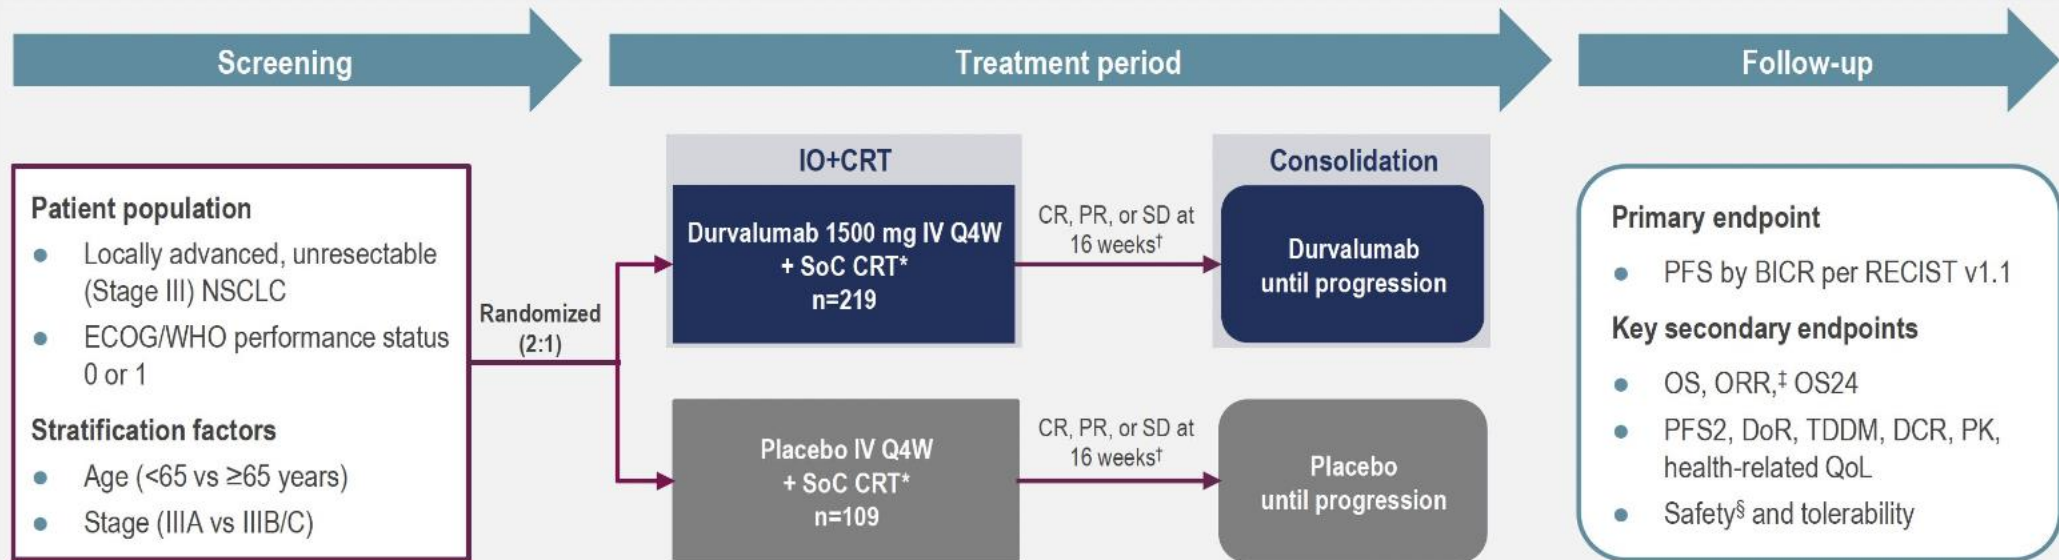 Screening
Treatment period
Follow-up
Patient population
● Locally advanced, unresectable
(Stage III) NSCLC
● ECOG/WHO performance status
0 or 1
Stratification factors
● Age (<65 vs ≥65 years)
● Stage (IIIA vs IIIB/C)
Randomized
(2:1)
IO+CRT
Durvalumab 1500 mg IV Q4W
+ SoC CRT*
n=219
CR, PR, or SD at
16 weeks†
Consolidation
Durvalumab
until progression
Placebo IV Q4W
+ SoC CRT*
n=109
CR, PR, or SD at
16 weeks†
Placebo
until progression
Primary endpoint
● PFS by BICR per RECIST v1.1
Key secondary endpoints
● OS, ORR,‡ OS24
● PFS2, DoR, TDDM, DCR, PK,
health-related QoL
● Safety§ and tolerability